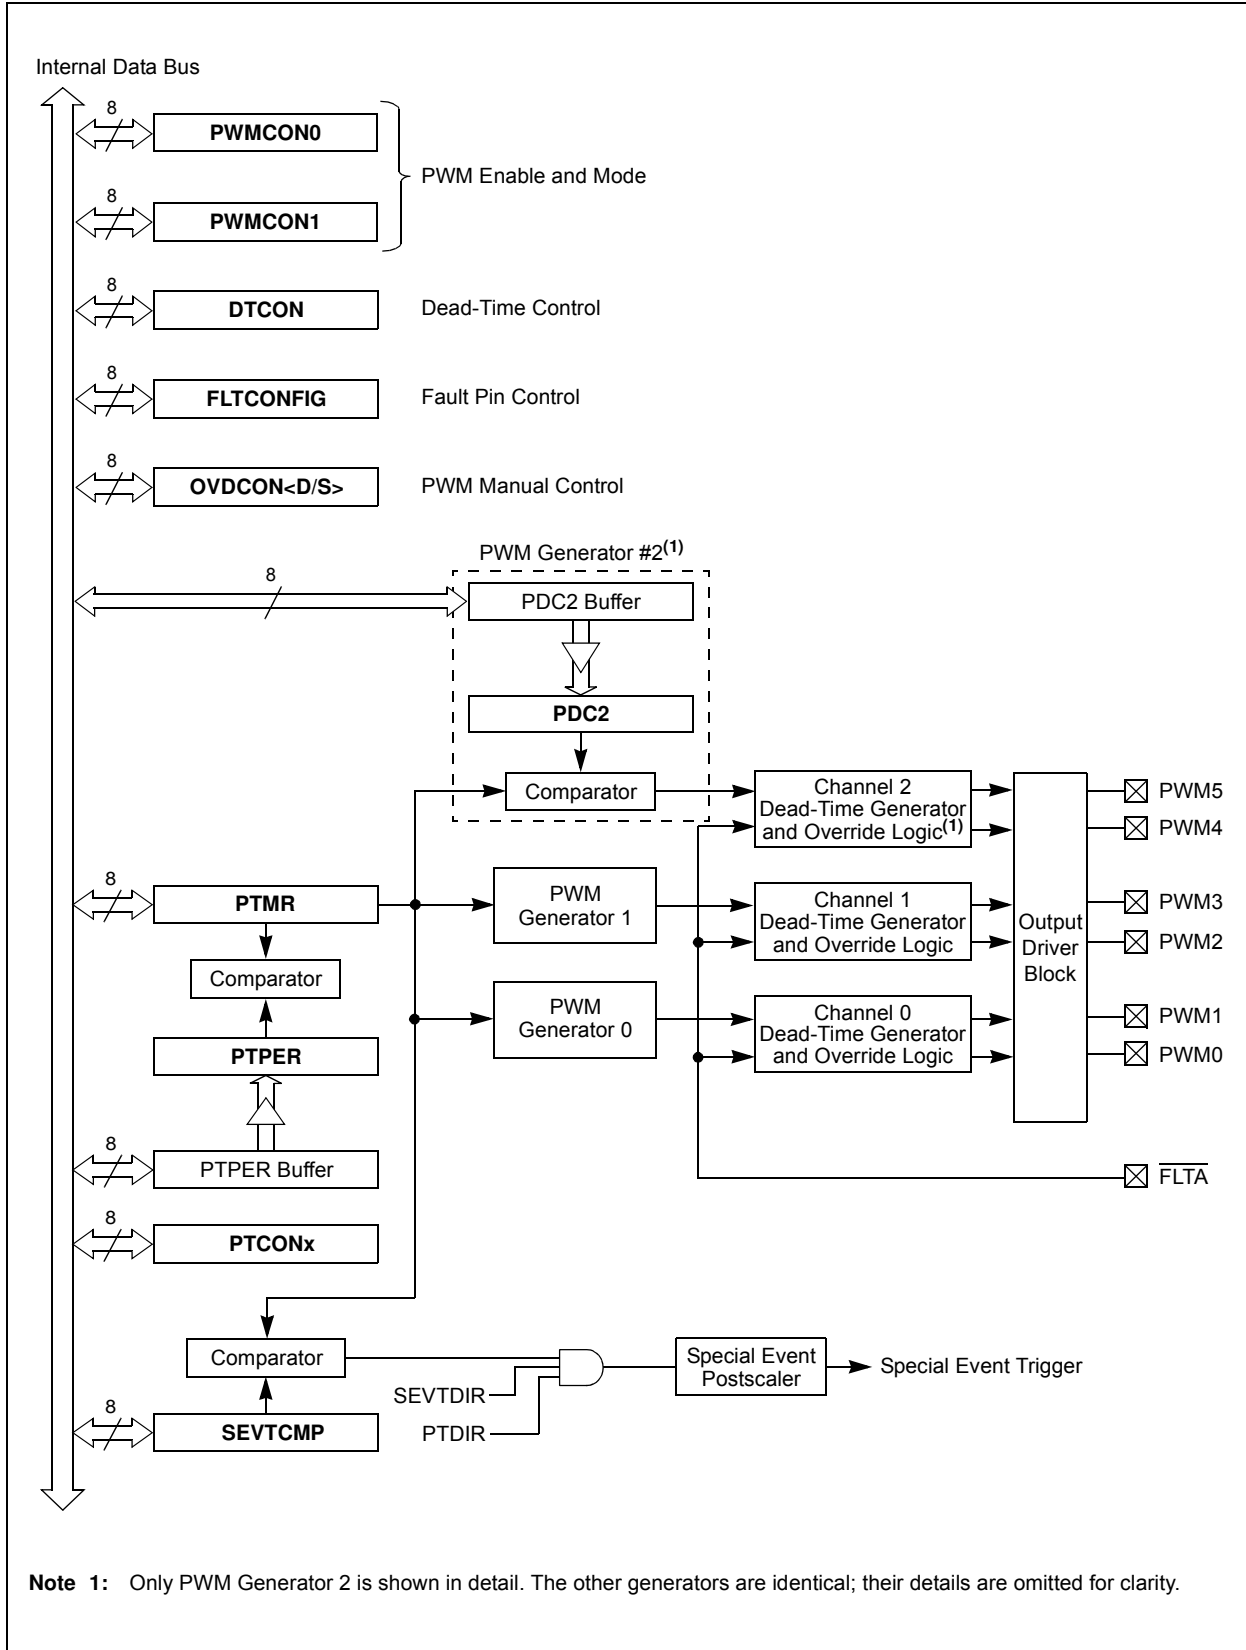 Internal Data Bus
8
PWMCON0
PWM Enable and Mode
8
PWMCON1
8
DTCON
Dead-Time Control
8
FLTCONFIG
Fault Pin Control
8
OVDCON<D/S>
PWM Manual Control
PWM Generator #2(1)
8
PDC2 Buffer
PDC2
Comparator
Channel 2
Dead-Time Generator
and Override Logic(1)
PWM5
PWM4
8
PTMR
PWM
Generator 1
Channel 1
Dead-Time Generator
and Override Logic
Output
Driver
Block
PWM3
PWM2
Comparator
PWM
Generator 0
Channel 0
Dead-Time Generator
and Override Logic
PWM1
PWM0
PTPER
8
PTPER Buffer
FLTA
8
PTCONx
Comparator
Special Event
Postscaler
Special Event Trigger
SEVTDIR
8
SEVTCMP
PTDIR
Note 1: Only PWM Generator 2 is shown in detail. The other generators are identical; their details are omitted for clarity.